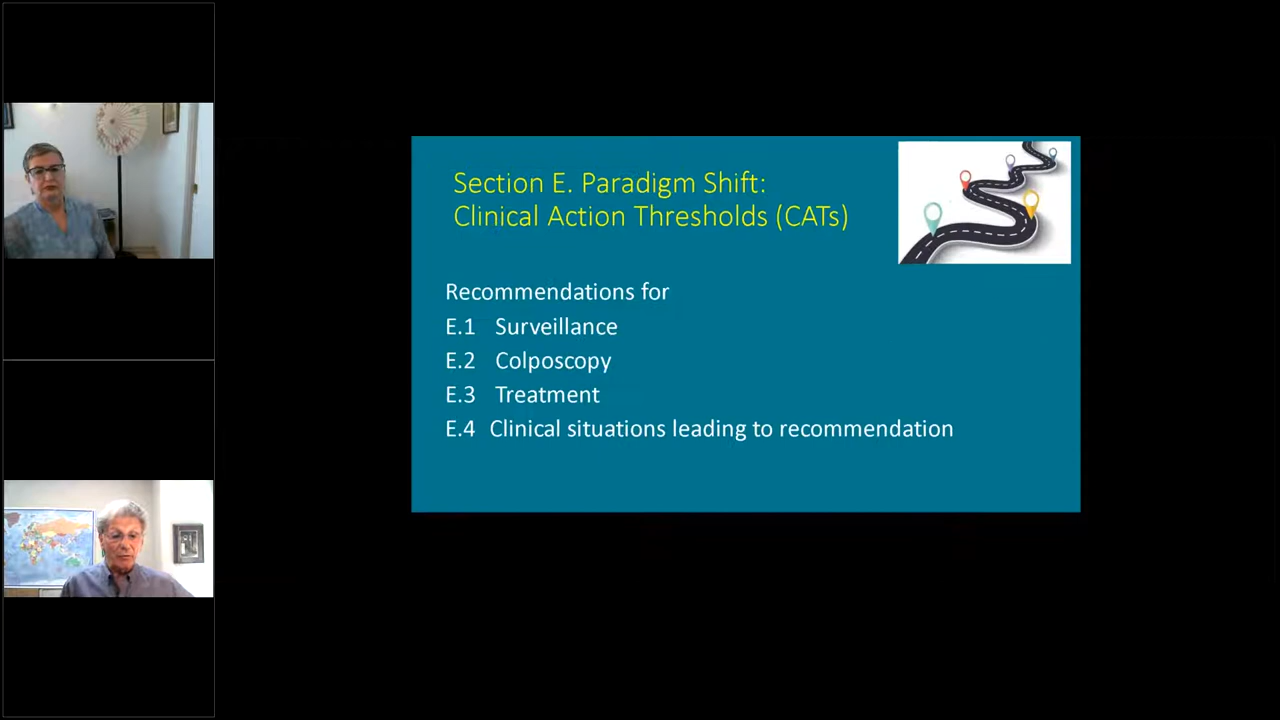 Section E. Paradigm Shift:
Clinical Action Thresholds (CATs)
Recommendations for
E.1 Surveillance
E.2 Colposcopy
E.3 Treatment
E.4 Clinical situations leading to recommendation